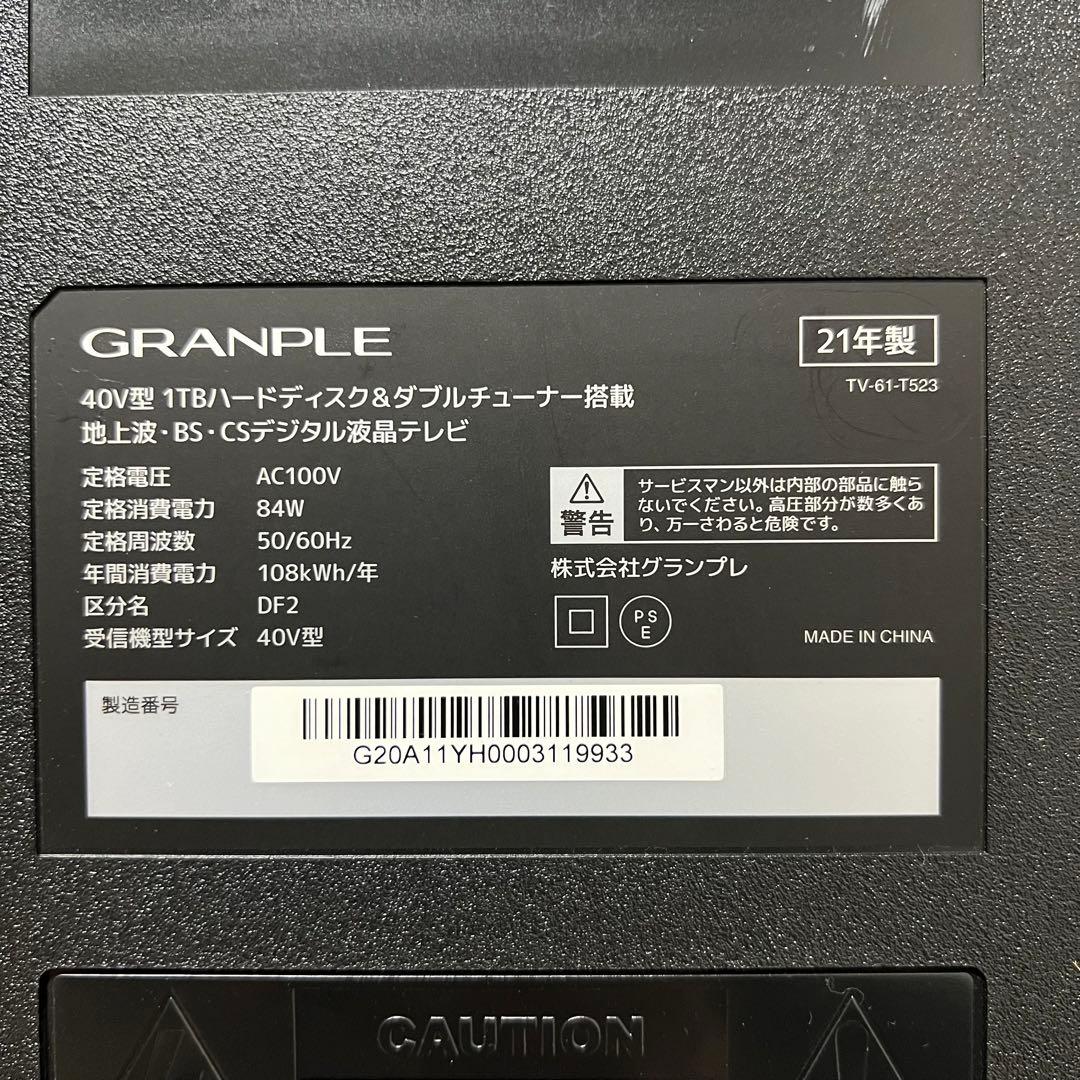 GRANPLE
21年製
TV-61-T523
40V型 1TBハードディスク&ダブルチューナー搭載
地上波・BS・CSデジタル液晶テレビ
定格電圧 AC100V
定格消費電力 84W
定格周波数 50/60Hz
年間消費電力 108kWh/年
区分名 DF2
受信機型サイズ 40V型
警告
サービスマン以外は内部の部品に触ら
ないでください。高圧部分が数多くあ
り、万一さわると危険です。
株式会社グランプレ
PS
E
MADE IN CHINA
製造番号
G20A11YH0003119933
CAUTION